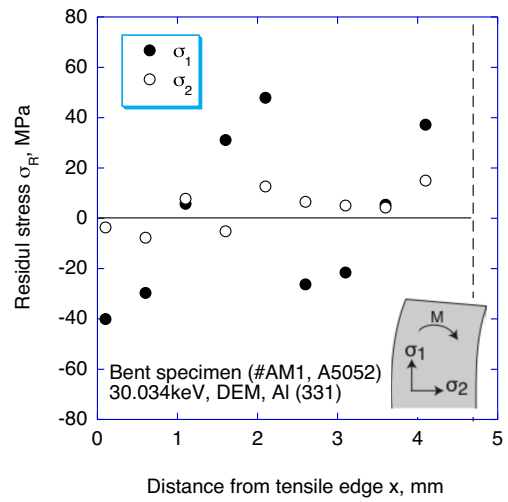 80
60
40
20
0
-20
-40
-60
-80
Residul stress σR, MPa
σ1
σ2
M
σ1
σ2
Bent specimen (#AM1, A5052)
30.034keV, DEM, Al (331)
0 1 2 3 4 5
Distance from tensile edge x, mm